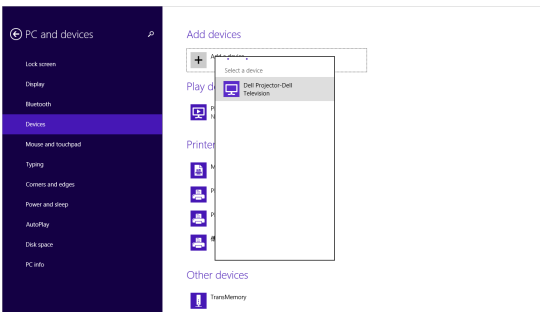 PC and devices
Lock screen
Display
Bluetooth
Devices
Mouse and touchpad
Typing
Corners and edges
Power and sleep
AutoPlay
Disk space
PC info
Add devices
Select a device
Dell Projector-Dell
Television
Play d
P
N
Printer
M
P
P
Other devices
TransMemory